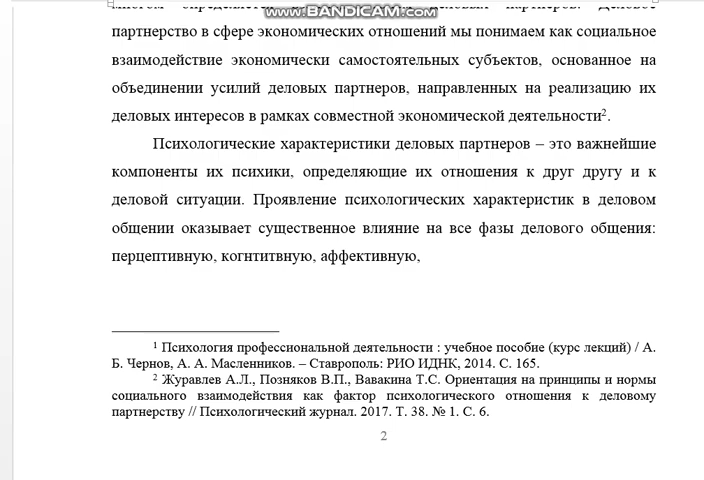 www.BANDICAM.com
партнерство в сфере экономических отношений мы понимаем как социальное
взаимодействие экономически самостоятельных субъектов, основанное на
объединении усилий деловых партнеров, направленных на реализацию их
деловых интересов в рамках совместной экономической деятельности².
Психологические характеристики деловых партнеров – это важнейшие
компоненты их психики, определяющие их отношения к друг другу и к
деловой ситуации. Проявление психологических характеристик в деловом
общении оказывает существенное влияние на все фазы делового общения:
перцептивную, когнтитвную, аффективную,
¹ Психология профессиональной деятельности : учебное пособие (курс лекций) / А.
Б. Чернов, А. А. Масленников. – Ставрополь: РИО ИДНК, 2014. С. 165.
² Журавлев А.Л., Позняков В.П., Вавакина Т.С. Ориентация на принципы и нормы
социального взаимодействия как фактор психологического отношения к деловому
партнерству // Психологический журнал. 2017. Т. 38. № 1. С. 6.
2